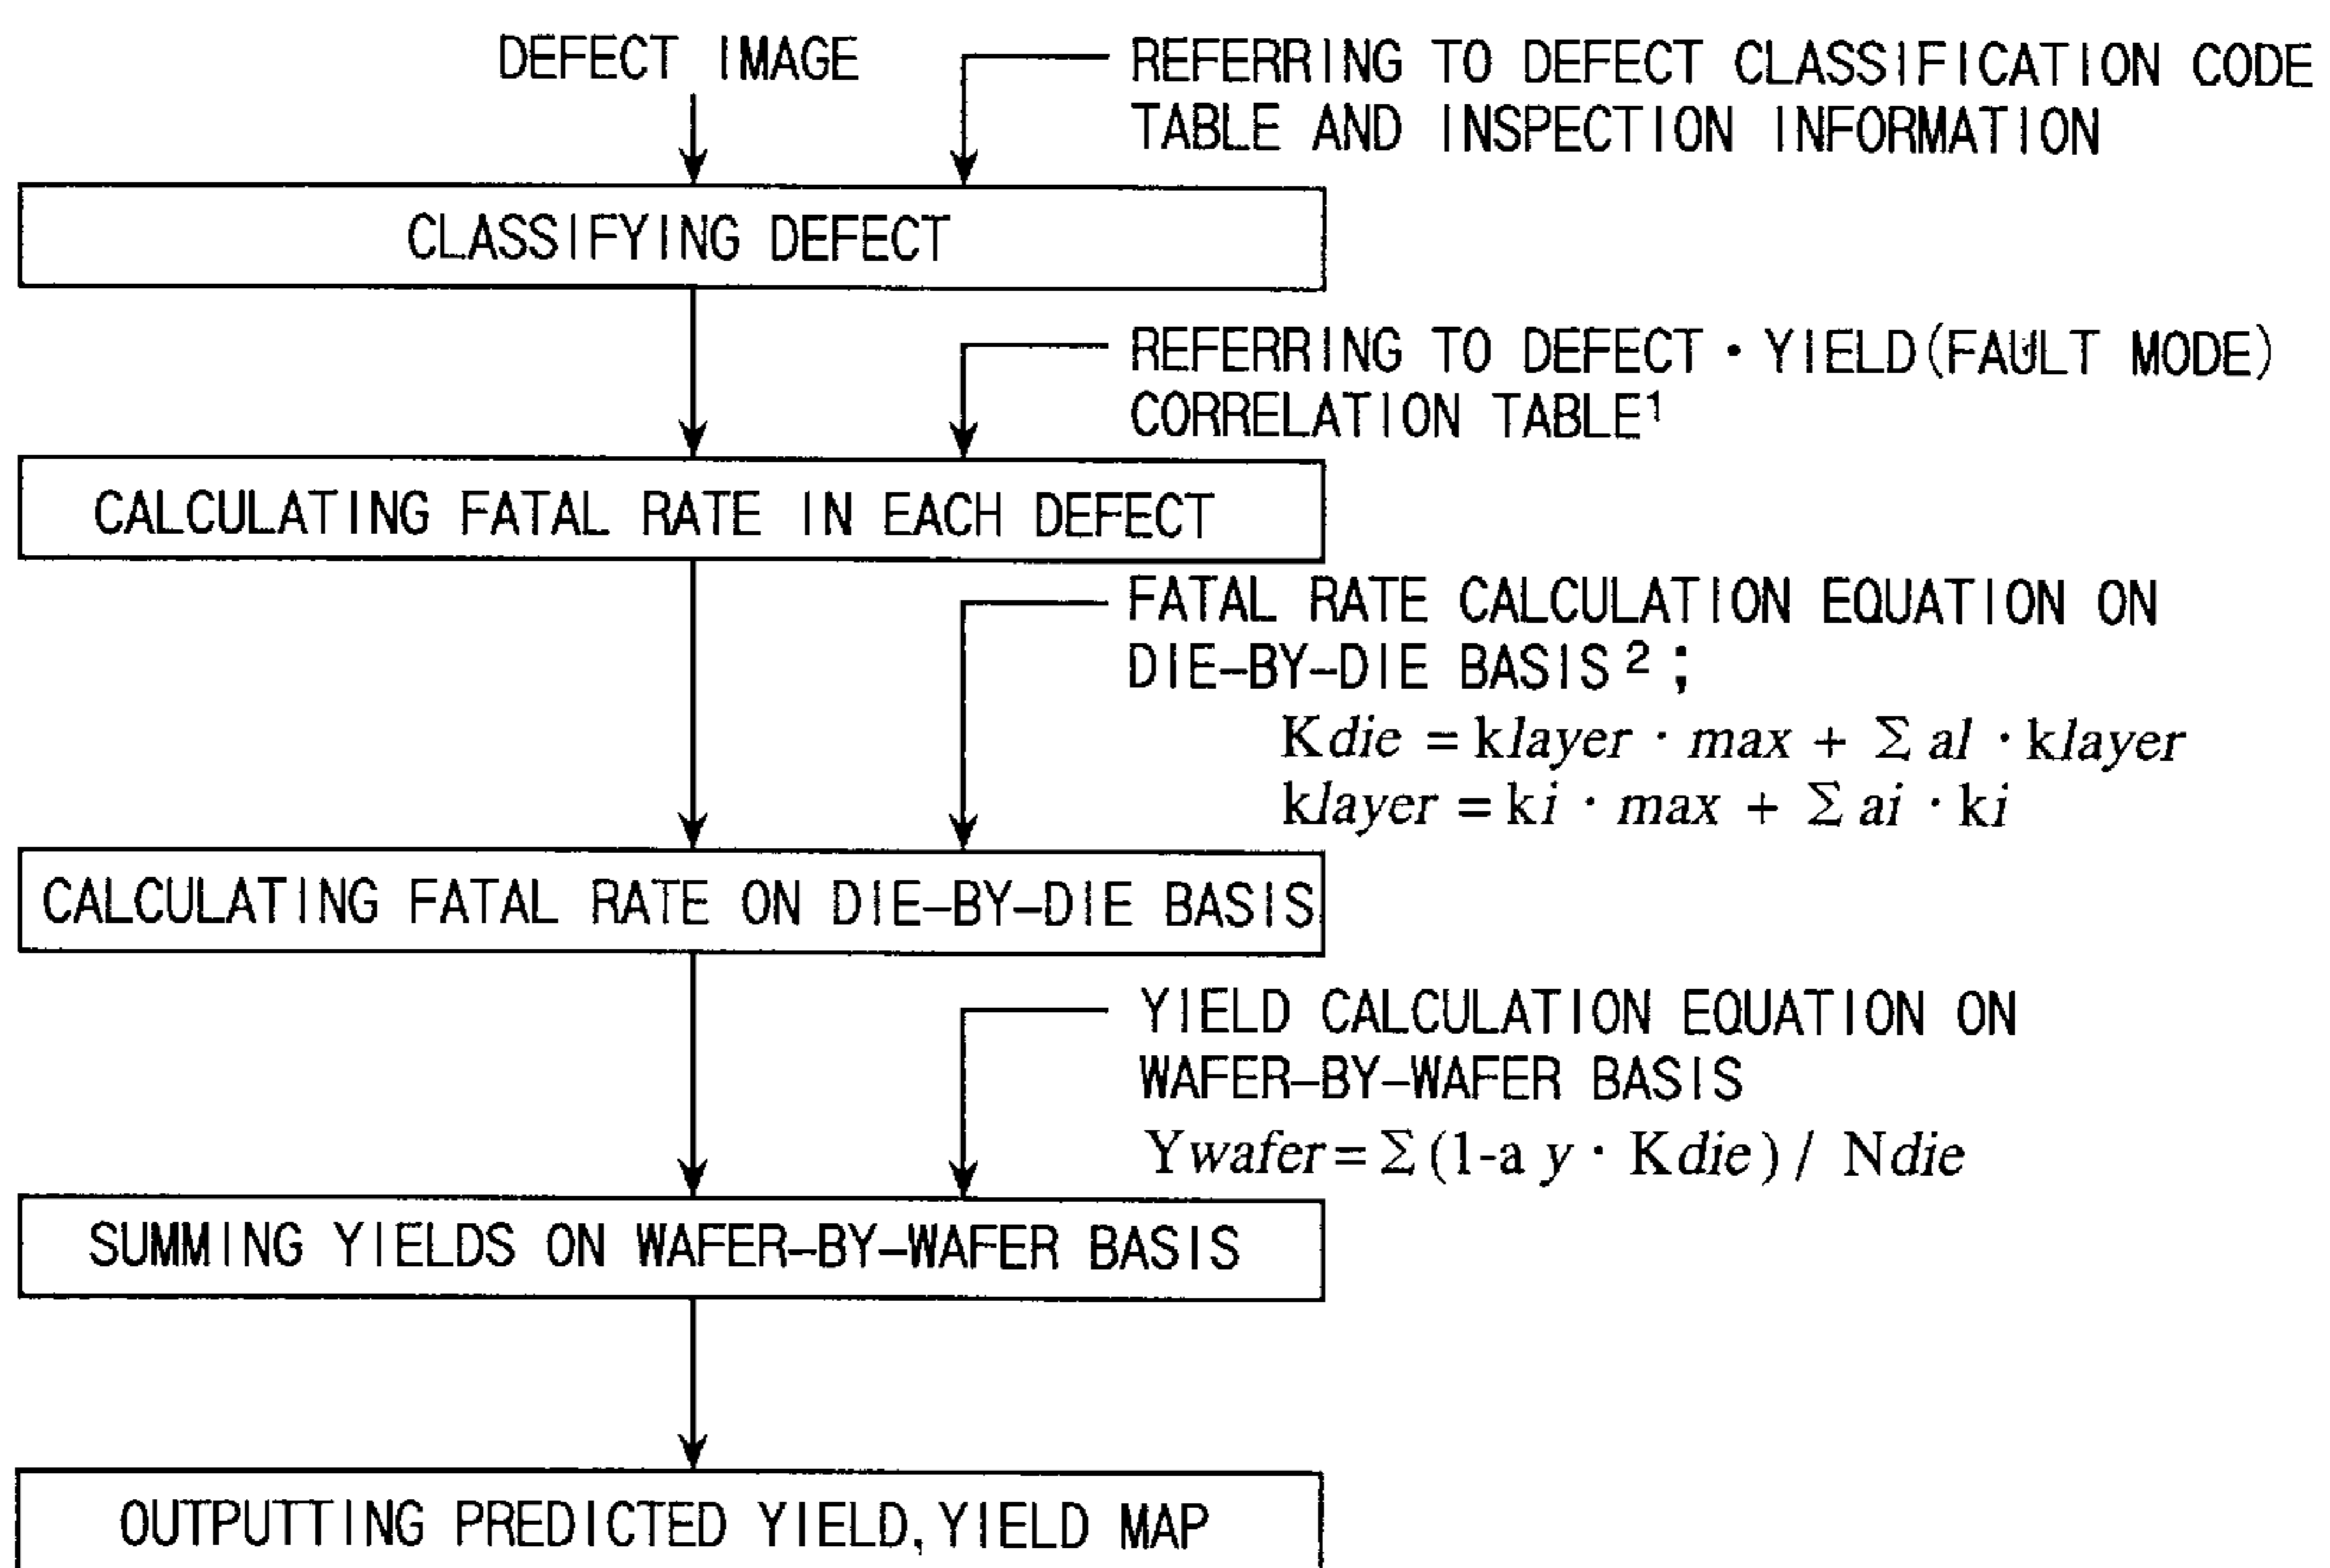 DEFECT IMAGE
REFERRING TO DEFECT CLASSIFICATION CODE
TABLE AND INSPECTION INFORMATION
CLASSIFYING DEFECT
REFERRING TO DEFECT・YIELD(FAULT MODE)
CORRELATION TABLE¹
CALCULATING FATAL RATE IN EACH DEFECT
FATAL RATE CALCULATION EQUATION ON
DIE-BY-DIE BASIS²;
Kdie = klayer · max + Σ al · klayer
klayer = ki · max + Σ ai · ki
CALCULATING FATAL RATE ON DIE-BY-DIE BASIS
YIELD CALCULATION EQUATION ON
WAFER-BY-WAFER BASIS
Ywafer = Σ (1-a y · Kdie) / Ndie
SUMMING YIELDS ON WAFER-BY-WAFER BASIS
OUTPUTTING PREDICTED YIELD, YIELD MAP